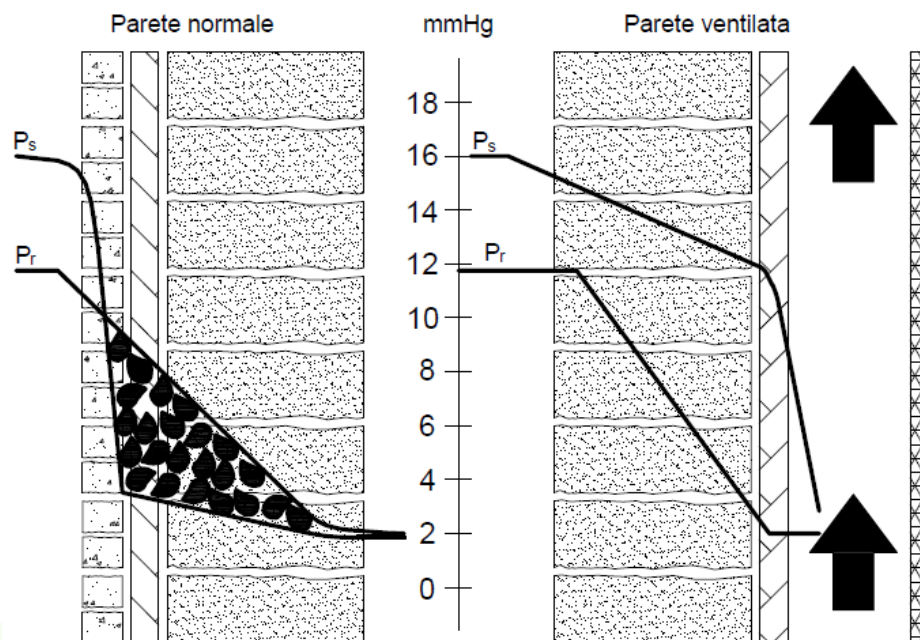 Parete normale
mmHg
Parete ventilata
18
Ps
16
Ps
14
Pr
12
Pr
10
8
6
4
2
0